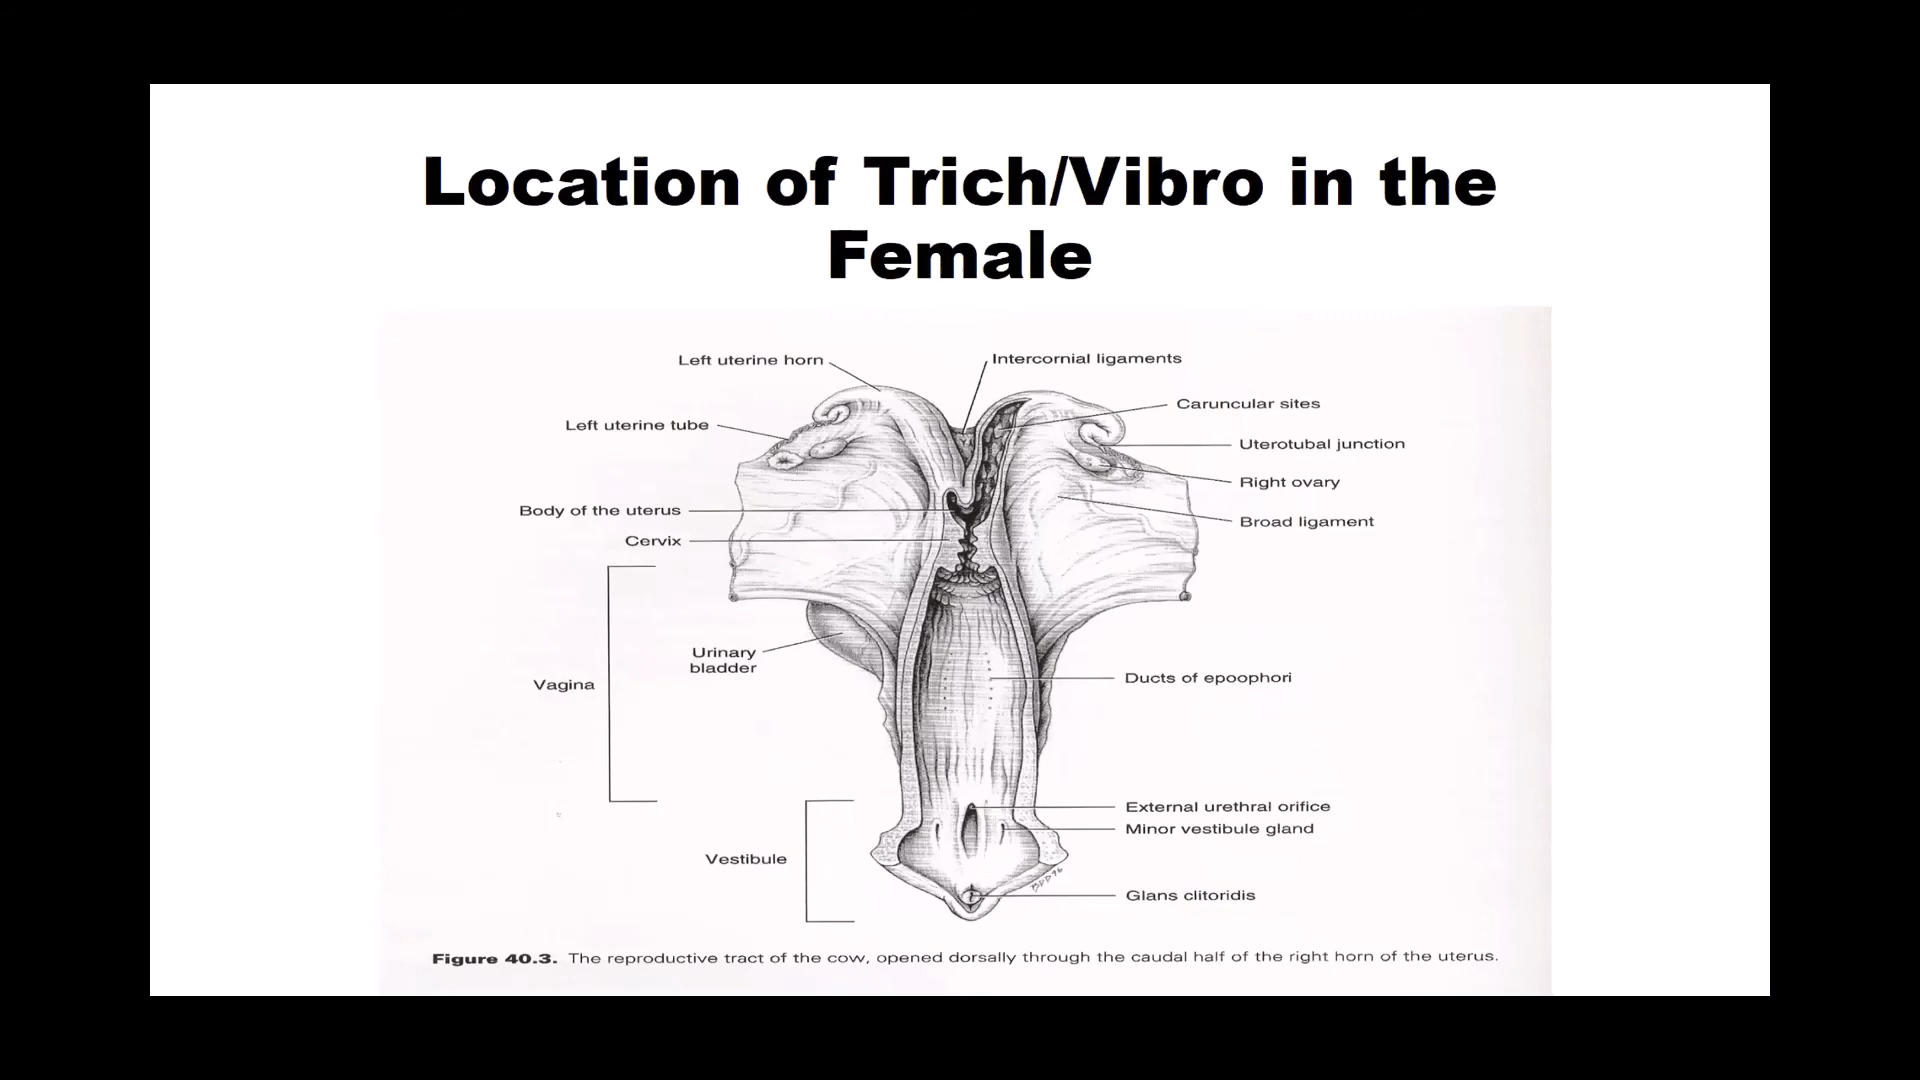 Location of Trich/Vibro in the
Female
Left uterine horn
Intercornial ligaments
Caruncular sites
Left uterine tube
Uterotubal junction
Right ovary
Body of the uterus
Broad ligament
Cervix
Urinary
bladder
Vagina
Ducts of epoophori
External urethral orifice
Minor vestibule gland
Vestibule
Glans clitoridis
Figure 40.3. The reproductive tract of the cow, opened dorsally through the caudal half of the right horn of the uterus.